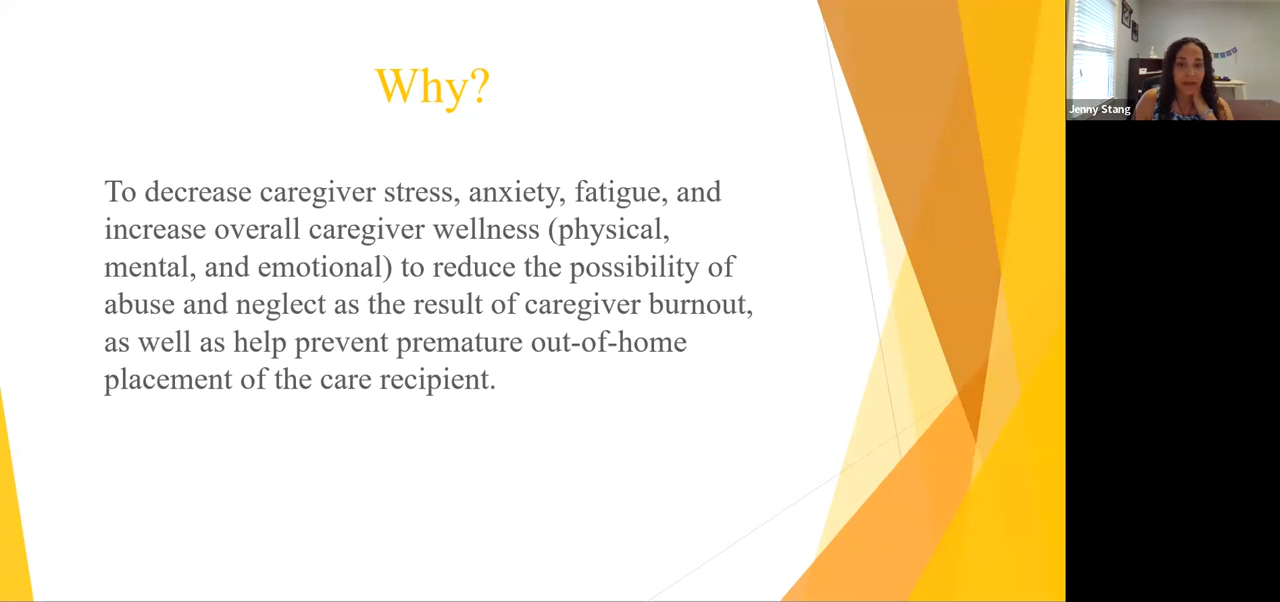 Why?
To decrease caregiver stress, anxiety, fatigue, and
increase overall caregiver wellness (physical,
mental, and emotional) to reduce the possibility of
abuse and neglect as the result of caregiver burnout,
as well as help prevent premature out-of-home
placement of the care recipient.
Jenny Stang